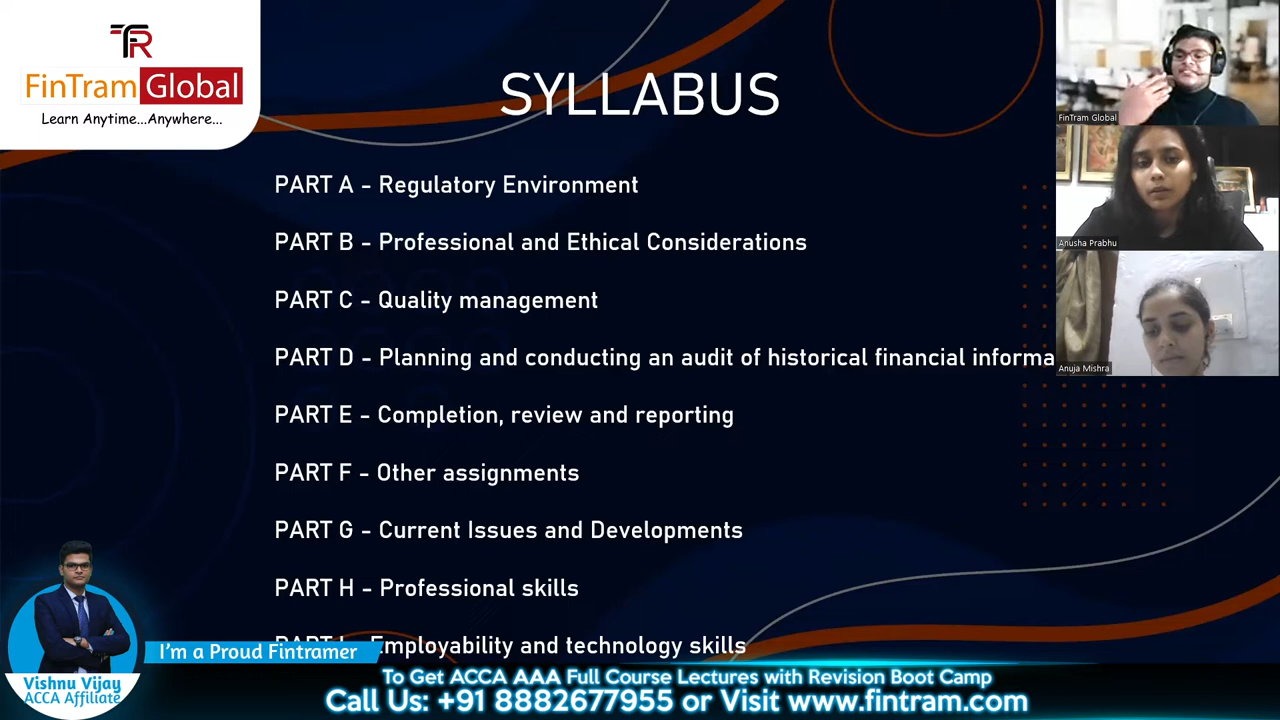 FR
FinTram Global
Learn Anytime...Anywhere...
SYLLABUS
PART A - Regulatory Environment
PART B - Professional and Ethical Considerations
PART C - Quality management
PART D - Planning and conducting an audit of historical financial informa
PART E - Completion, review and reporting
PART F - Other assignments
PART G - Current Issues and Developments
PART H - Professional skills
PART I - Employability and technology skills
FinTram Global
Anusha Prabhu
Anuja Mishra
I'm a Proud Fintramer
Vishnu Vijay
ACCA Affiliate
To Get ACCA AAA Full Course Lectures with Revision Boot Camp
Call Us: +91 8882677955 or Visit www.fintram.com